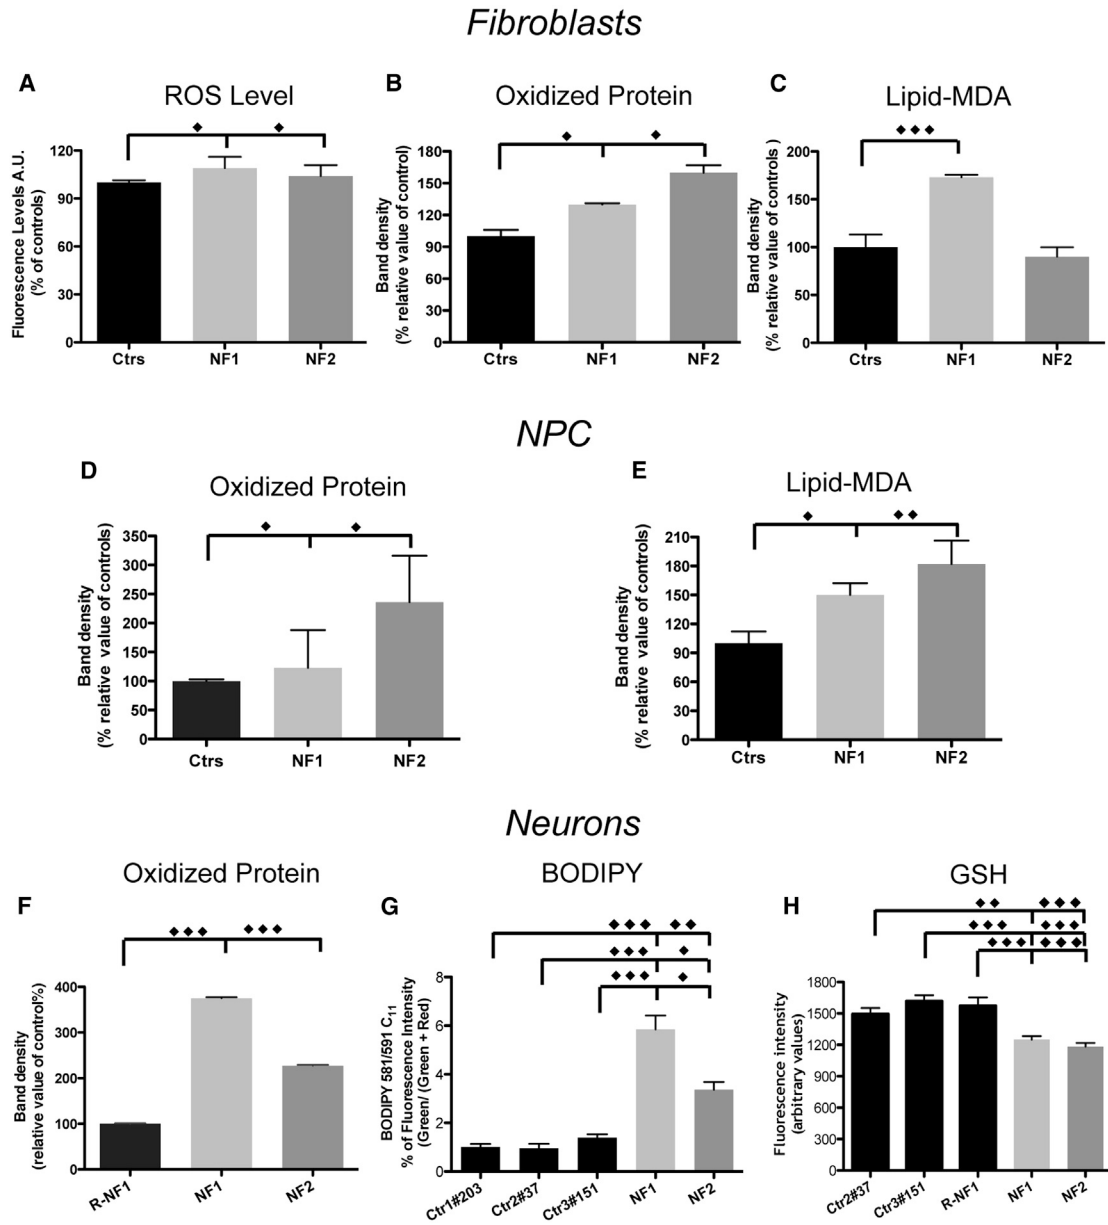 Fibroblasts
A
ROS Level
Fluorescence Levels A.U.
(% of controls)
120
90
60
30
0
Ctrs
NF1
NF2
B
Oxidized Protein
Band density
(% relative value of control)
180
150
120
90
60
30
0
Ctrs
NF1
NF2
C
Lipid-MDA
Band density
(% relative value of controls )
200
150
100
50
0
Ctrs
NF1
NF2
NPC
D
Oxidized Protein
Band density
(% relative value of controls)
350
300
250
200
150
100
50
0
Ctrs
NF1
NF2
E
Lipid-MDA
Band density
(% relative value of controls)
210
180
150
120
90
60
30
0
Ctrs
NF1
NF2
Neurons
F
Oxidized Protein
Band density
(relative value of control%)
400
300
200
100
0
R-NF1
NF1
NF2
G
BODIPY
BODIPY 581/591 C11
% of Fluorescence Intensity
(Green/ (Green + Red)
8
6
4
2
0
Ctr1#203
Ctr2#37
Ctr3#151
NF1
NF2
H
GSH
Fluorescence intensity
(arbitrary values)
1800
1500
1200
900
600
300
0
Ctr2#37
Ctr3#151
R-NF1
NF1
NF2